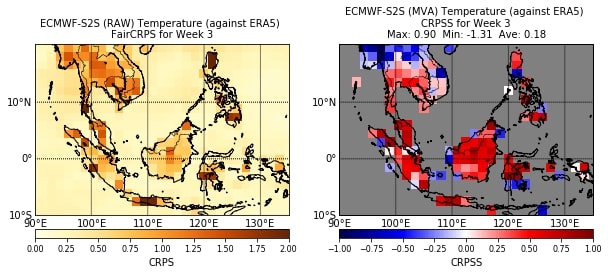 ECMWF-S2S (RAW) Temperature (against ERA5)
FairCRPS for Week 3
10°N
0°
10°S
90°E 100°E 110°E 120°E 130°E
0.00 0.25 0.50 0.75 1.00 1.25 1.50 1.75 2.00
CRPS
ECMWF-S2S (MVA) Temperature (against ERA5)
CRPSS for Week 3
Max: 0.90 Min: -1.31 Ave: 0.18
10°N
0°
10°S
90°E 100°E 110°E 120°E 130°E
−1.00 −0.75 −0.50 −0.25 0.00 0.25 0.50 0.75 1.00
CRPSS